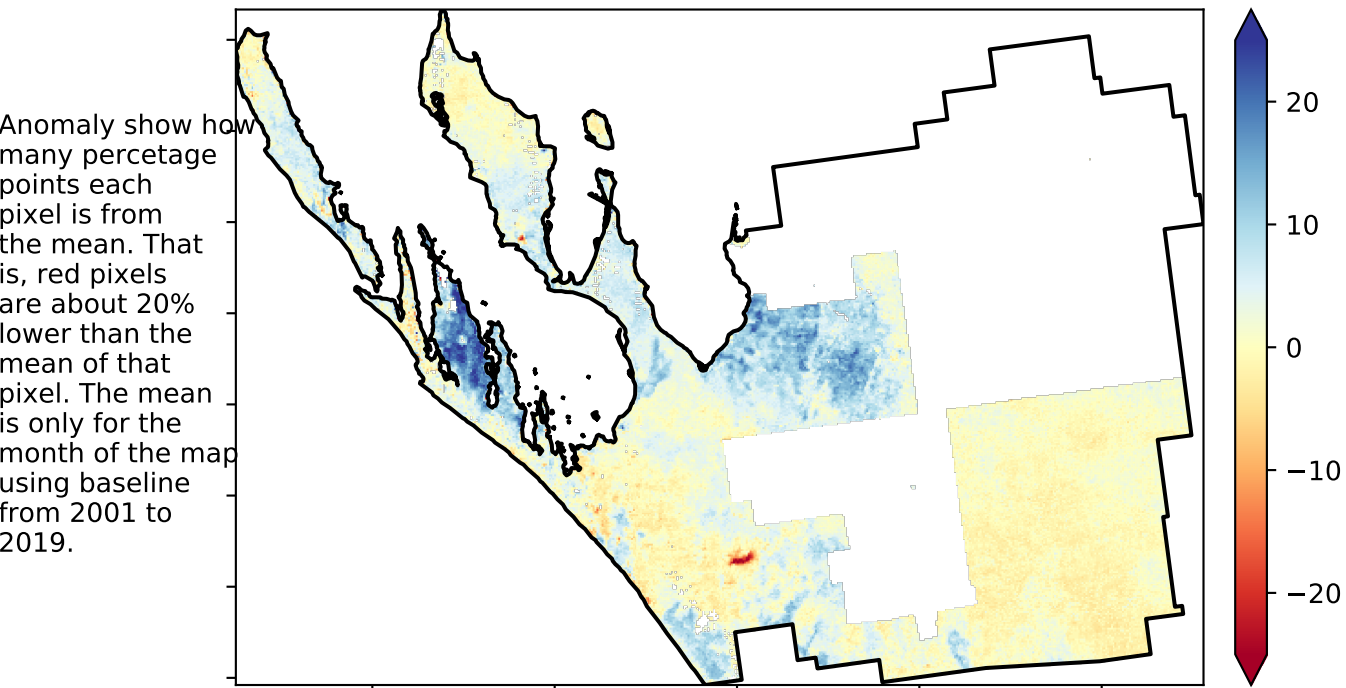 Anomaly show how
many percetage
points each
pixel is from
the mean. That
is, red pixels
are about 20%
lower than the
mean of that
pixel. The mean
is only for the
month of the map
using baseline
from 2001 to
2019.
20
10
0
−10
−20